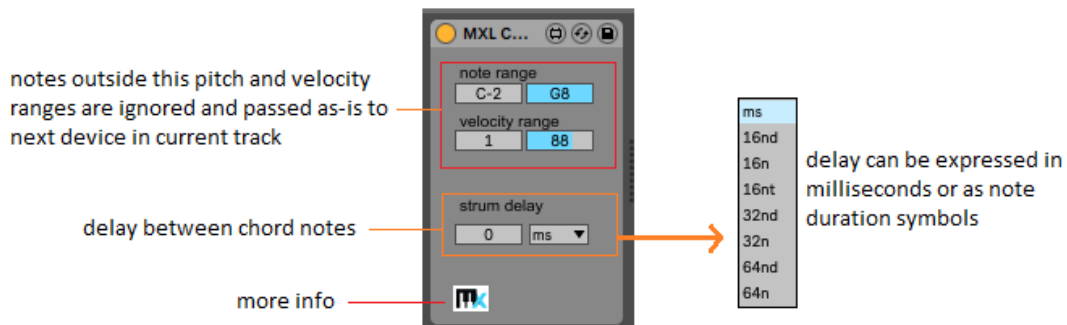 MXL C...
notes outside this pitch and velocity
ranges are ignored and passed as-is to
next device in current track
note range
C-2 G8
velocity range
1 88
delay between chord notes
strum delay
0 ms
more info
ms
16nd
16n
16nt
32nd
32n
64nd
64n
delay can be expressed in
milliseconds or as note
duration symbols